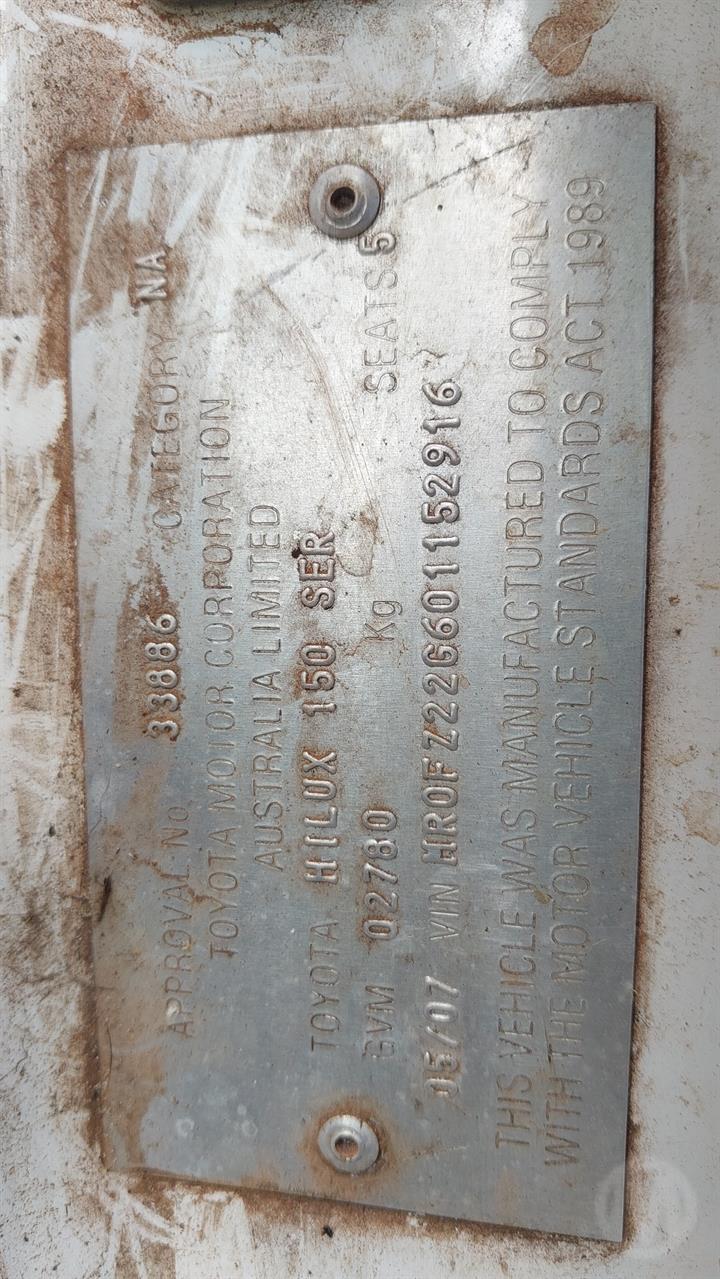 APPROVAL No 33886 CATEGORY NA
TOYOTA MOTOR CORPORATION
AUSTRALIA LIMITED
TOYOTA HILUX 150 SER
GVM 02780 Kg SEATS 5
05/07 VIN MR0FZ22G601152916
THIS VEHICLE WAS MANUFACTURED TO COMPLY
WITH THE MOTOR VEHICLE STANDARDS ACT 1989